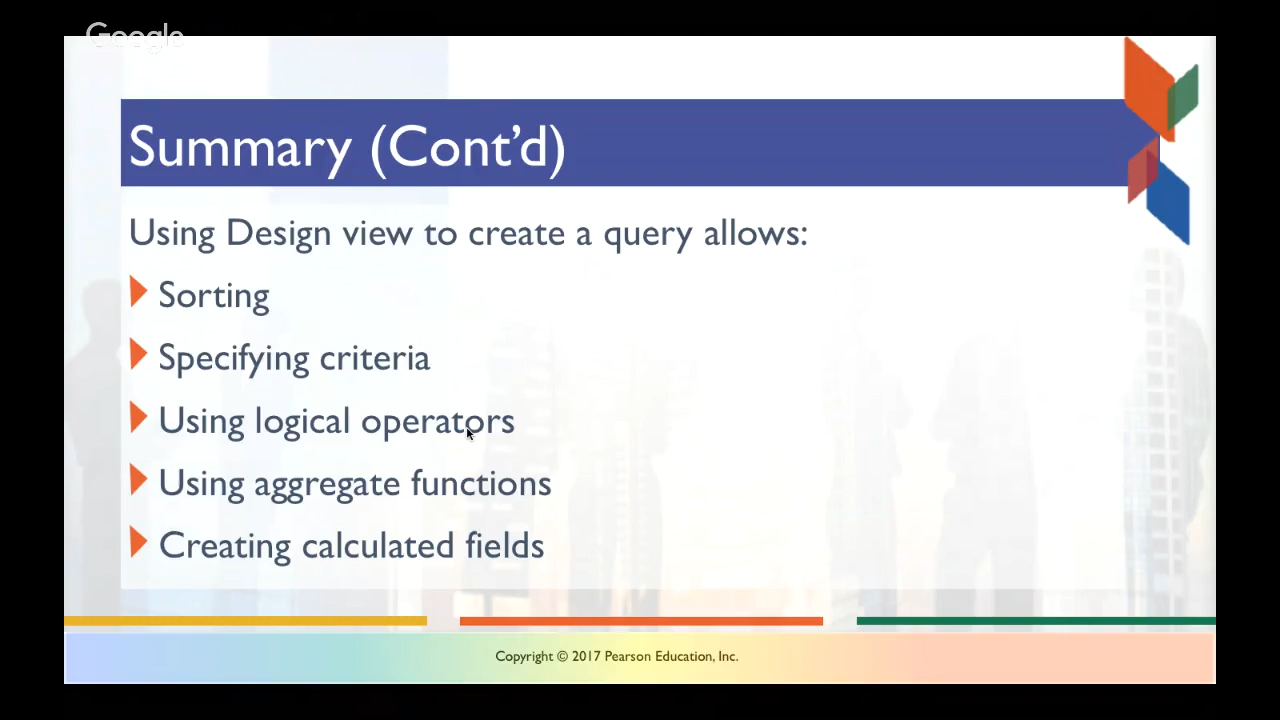 Google
Summary (Cont’d)
Using Design view to create a query allows:
Sorting
Specifying criteria
Using logical operators
Using aggregate functions
Creating calculated fields
Copyright © 2017 Pearson Education, Inc.